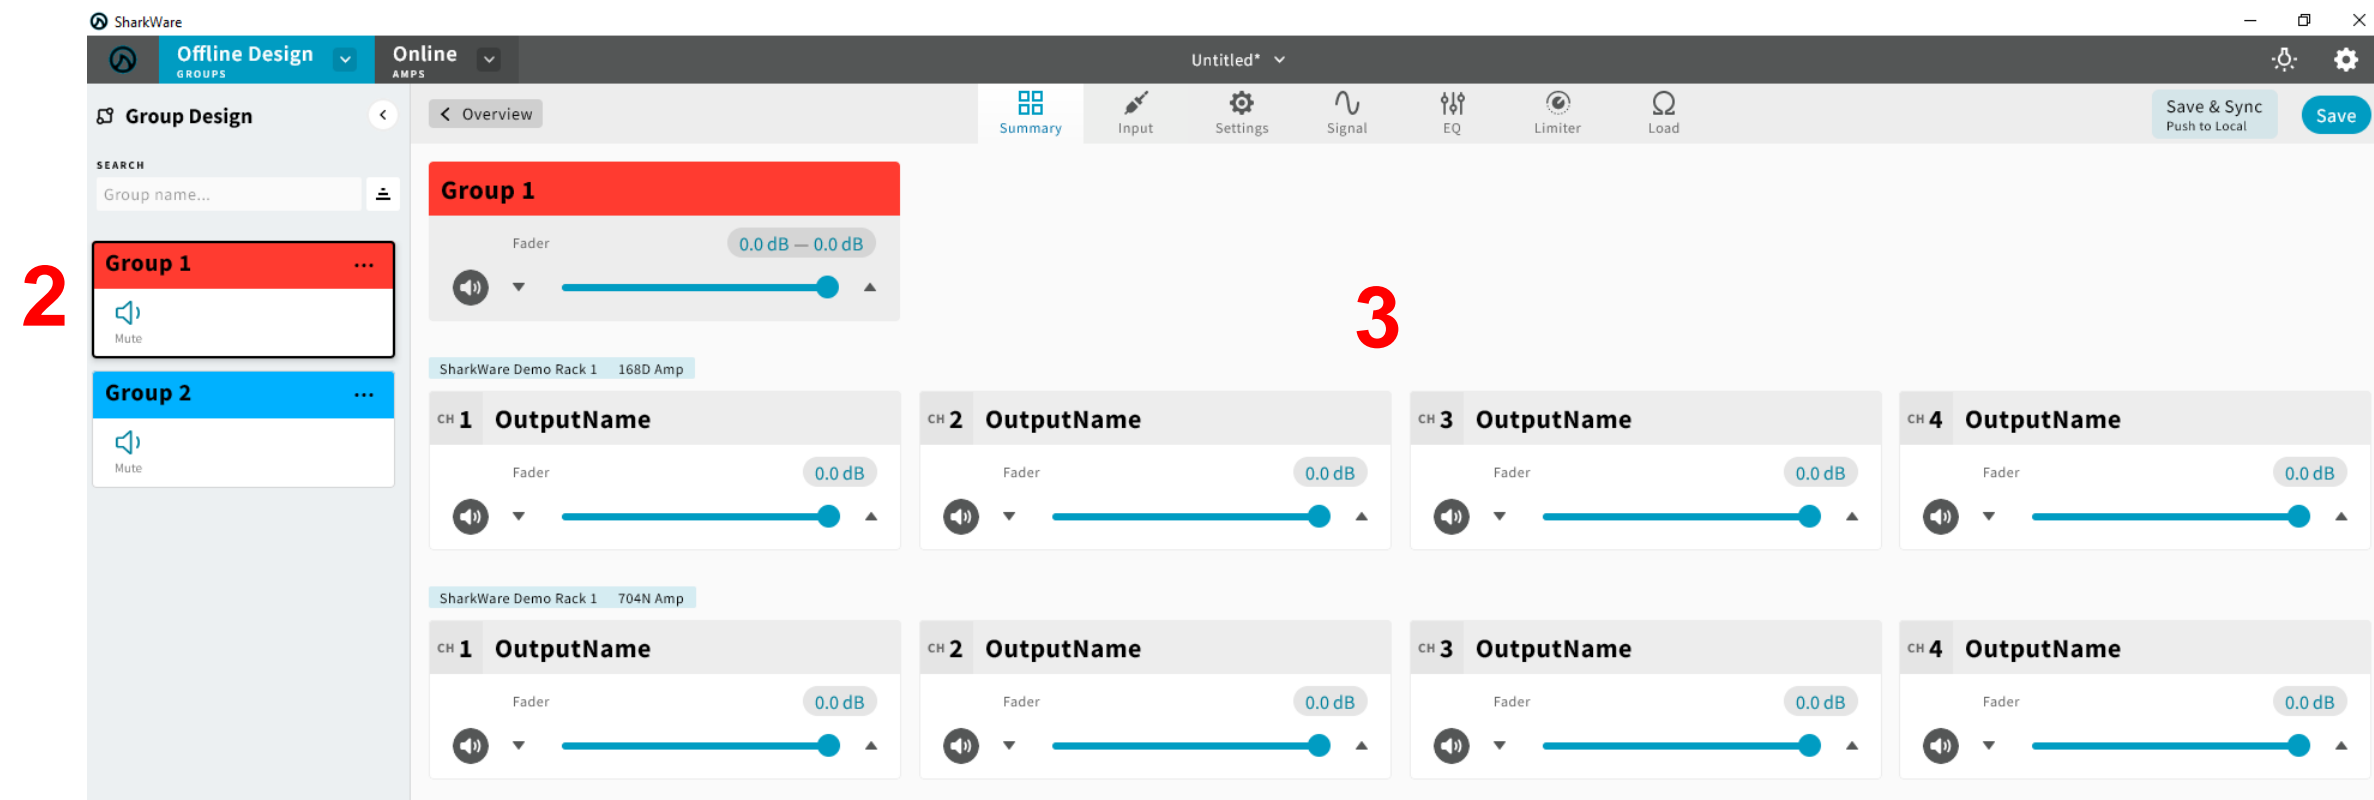 SharkWare
Offline Design
GROUPS
Online
AMPS
Untitled*
Group Design
Overview
Summary
Input
Settings
Signal
EQ
Limiter
Load
Save & Sync
Push to Local
Save
SEARCH
Group name...
2
Group 1 ...
Mute
Group 2 ...
Mute
Group 1
Fader 0.0 dB — 0.0 dB
3
SharkWare Demo Rack 1 168D Amp
CH 1 OutputName
Fader 0.0 dB
CH 2 OutputName
Fader 0.0 dB
CH 3 OutputName
Fader 0.0 dB
CH 4 OutputName
Fader 0.0 dB
SharkWare Demo Rack 1 704N Amp
CH 1 OutputName
Fader 0.0 dB
CH 2 OutputName
Fader 0.0 dB
CH 3 OutputName
Fader 0.0 dB
CH 4 OutputName
Fader 0.0 dB